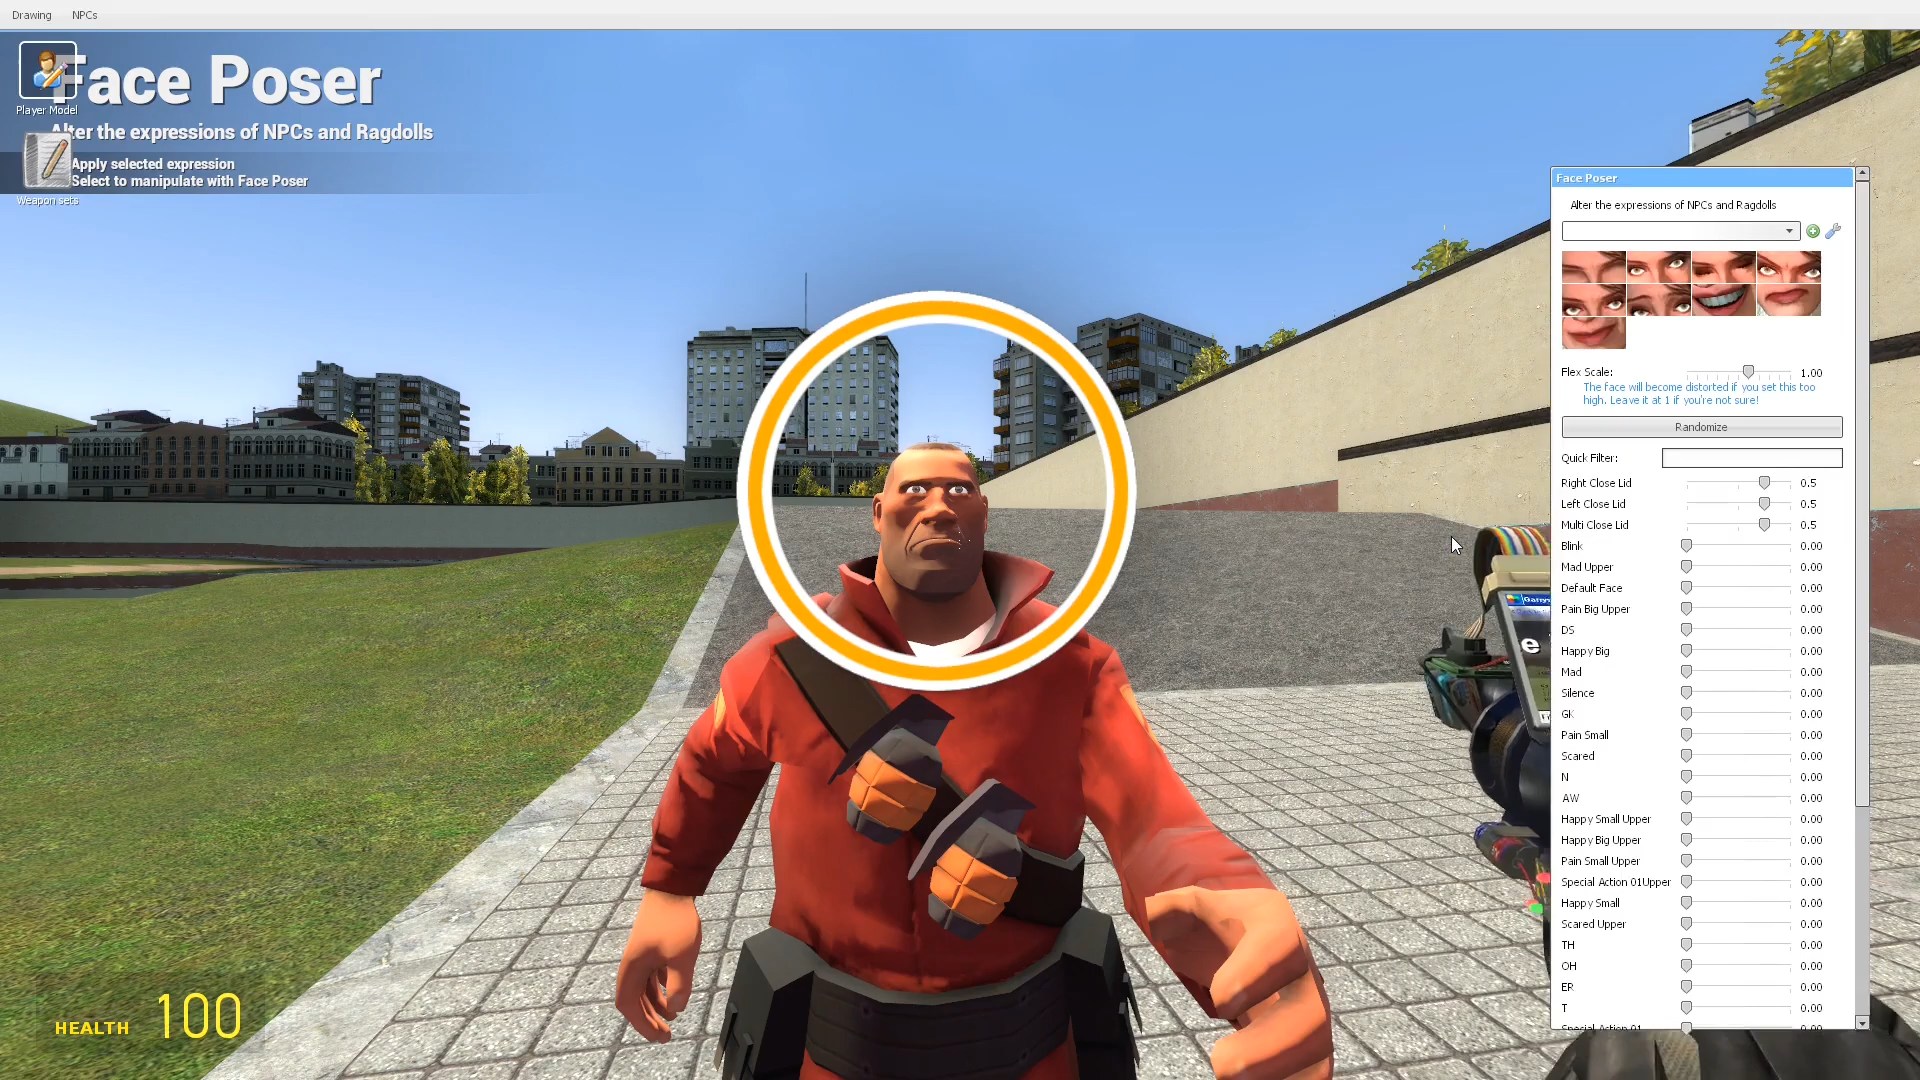 Drawing NPCs
Face Poser
Player Model
Alter the expressions of NPCs and Ragdolls
Apply selected expression
Select to manipulate with Face Poser
Weapon sets
HEALTH 100
Face Poser
Alter the expressions of NPCs and Ragdolls
Flex Scale: 1.00
The face will become distorted if you set this too
high. Leave it at 1 if you're not sure!
Randomize
Quick Filter:
Right Close Lid 0.5
Left Close Lid 0.5
Multi Close Lid 0.5
Blink 0.00
Mad Upper 0.00
Default Face 0.00
Pain Big Upper 0.00
DS 0.00
Happy Big 0.00
Mad 0.00
Silence 0.00
GK 0.00
Pain Small 0.00
Scared 0.00
N 0.00
AW 0.00
Happy Small Upper 0.00
Happy Big Upper 0.00
Pain Small Upper 0.00
Special Action 01Upper 0.00
Happy Small 0.00
Scared Upper 0.00
TH 0.00
OH 0.00
ER 0.00
T 0.00
Special Action 01 0.00